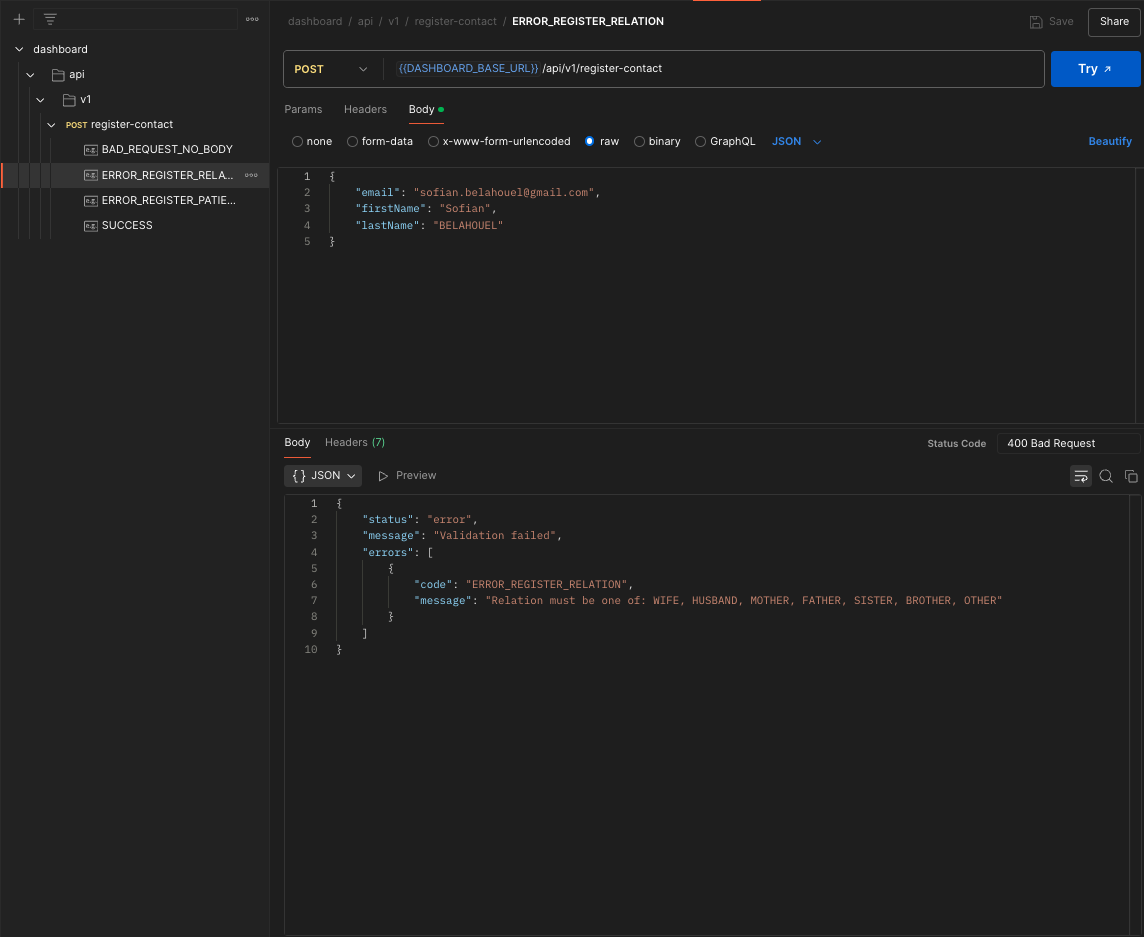 dashboard
api
v1
POST register-contact
e.g. BAD_REQUEST_NO_BODY
e.g. ERROR_REGISTER_RELA...
e.g. ERROR_REGISTER_PATIE...
e.g. SUCCESS
dashboard / api / v1 / register-contact / ERROR_REGISTER_RELATION
Save
Share
POST
{{DASHBOARD_BASE_URL}} /api/v1/register-contact
Try ↗
Params Headers Body
none form-data x-www-form-urlencoded raw binary GraphQL JSON
Beautify
1 {
2 "email": "sofian.belahouel@gmail.com",
3 "firstName": "Sofian",
4 "lastName": "BELAHOUEL"
5 }
Body Headers (7)
Status Code 400 Bad Request
{} JSON Preview
1 {
2 "status": "error",
3 "message": "Validation failed",
4 "errors": [
5 {
6 "code": "ERROR_REGISTER_RELATION",
7 "message": "Relation must be one of: WIFE, HUSBAND, MOTHER, FATHER, SISTER, BROTHER, OTHER"
8 }
9 ]
10 }